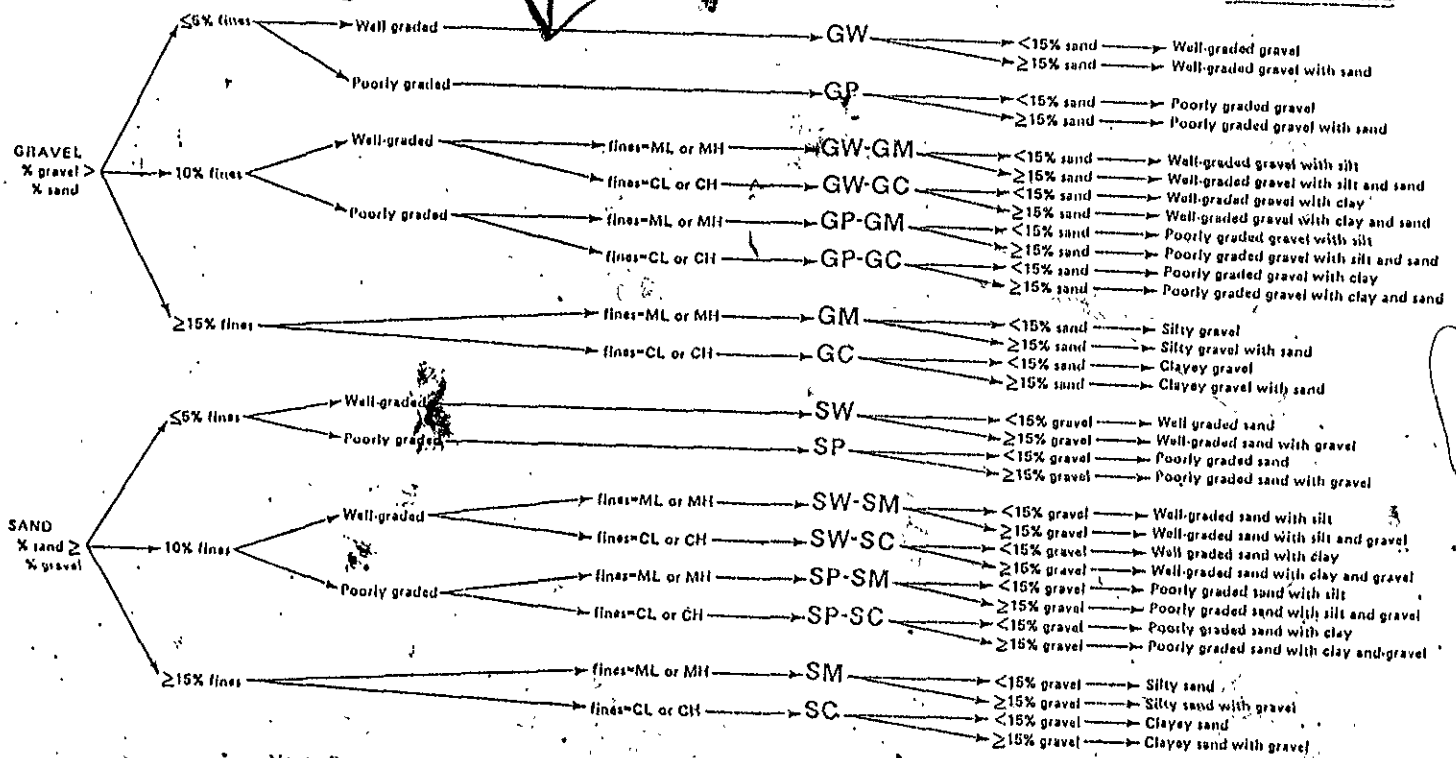 ≤5% fines
Well graded
GW
<15% sand
Well-graded gravel
≥15% sand
Well-graded gravel with sand
Poorly graded
GP
<15% sand
Poorly graded gravel
≥15% sand
Poorly graded gravel with sand
GRAVEL
% gravel >
% sand
10% fines
Well-graded
fines=ML or MH
GW-GM
<15% sand
Well-graded gravel with silt
≥15% sand
Well-graded gravel with silt and sand
fines=CL or CH
GW-GC
<15% sand
Well-graded gravel with clay
≥15% sand
Well-graded gravel with clay and sand
Poorly graded
fines=ML or MH
GP-GM
<15% sand
Poorly graded gravel with silt
≥15% sand
Poorly graded gravel with silt and sand
fines=CL or CH
GP-GC
<15% sand
Poorly graded gravel with clay
≥15% sand
Poorly graded gravel with clay and sand
≥15% fines
fines=ML or MH
GM
<15% sand
Silty gravel
≥15% sand
Silty gravel with sand
fines=CL or CH
GC
<15% sand
Clayey gravel
≥15% sand
Clayey gravel with sand
≤5% fines
Well-graded
SW
<15% gravel
Well graded sand
≥15% gravel
Well-graded sand with gravel
Poorly graded
SP
<15% gravel
Poorly graded sand
≥15% gravel
Poorly graded sand with gravel
SAND
% sand ≥
% gravel
10% fines
Well-graded
fines=ML or MH
SW-SM
<15% gravel
Well-graded sand with silt
≥15% gravel
Well-graded sand with silt and gravel
fines=CL or CH
SW-SC
<15% gravel
Well graded sand with clay
≥15% gravel
Well-graded sand with clay and gravel
Poorly graded
fines=ML or MH
SP-SM
<15% gravel
Poorly graded sand with silt
≥15% gravel
Poorly graded sand with silt and gravel
fines=CL or CH
SP-SC
<15% gravel
Poorly graded sand with clay
≥15% gravel
Poorly graded sand with clay and gravel
≥15% fines
fines=ML or MH
SM
<15% gravel
Silty sand
≥15% gravel
Silty sand with gravel
fines=CL or CH
SC
<15% gravel
Clayey sand
≥15% gravel
Clayey sand with gravel